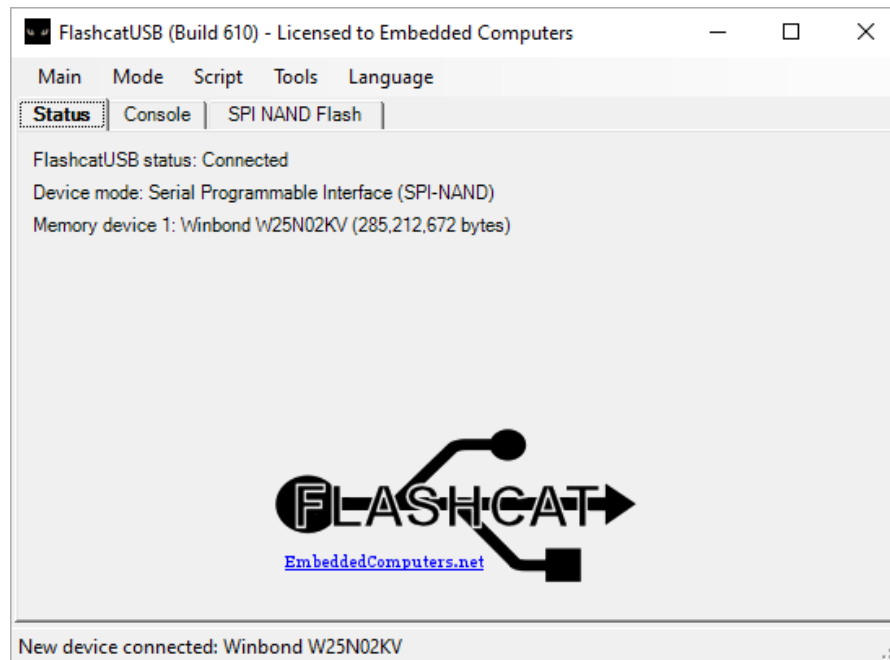 FlashcatUSB (Build 610) - Licensed to Embedded Computers
Main Mode Script Tools Language
Status Console SPI NAND Flash
FlashcatUSB status: Connected
Device mode: Serial Programmable Interface (SPI-NAND)
Memory device 1: Winbond W25N02KV (285,212,672 bytes)
FLASHCAT
EmbeddedComputers.net
New device connected: Winbond W25N02KV